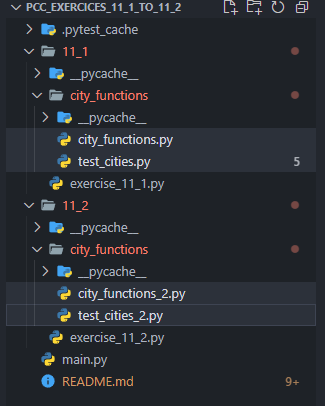 PCC_EXERCICES_11_1_TO_11_2
.pytest_cache
11_1
__pycache__
city_functions
__pycache__
city_functions.py
test_cities.py 5
exercise_11_1.py
11_2
__pycache__
city_functions
__pycache__
city_functions_2.py
test_cities_2.py
exercise_11_2.py
main.py
README.md 9+